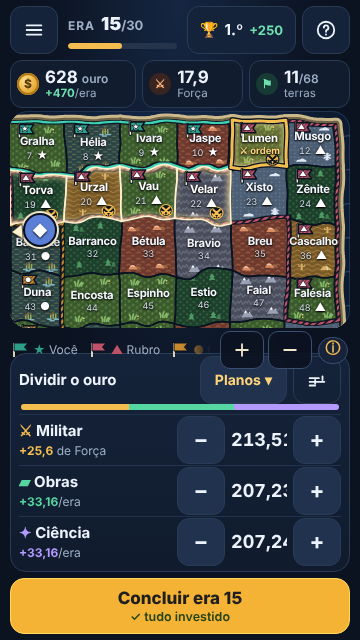 ERA 15/30
1.º +250
628 ouro
+470/era
17,9
Força
11/68
terras
Gralha
7 ★
Hélia
8 ★
Ivara
9 ★
Jaspe
10 ★
Lumen
⚔ ordem
Musgo
12 ▲
Torva
19 ▲
Urzal
20 ▲
Vau
21 ▲
Velar
22 ▲
Xisto
23 ▲
Zênite
24 ▲
31 ●
Barranco
32
Bétula
33
Bravio
34
Breu
35
Cascalho
36 ▲
Duna
43 ●
Encosta
44
Espinho
45
Estio
46
Faial
47
Falésia
48 ▲
★ Você ▲ Rubro
+ −
Dividir o ouro
Planos ▾
Militar
+25,6 de Força
− 213,51 +
Obras
+33,16/era
− 207,23 +
Ciência
+33,16/era
− 207,24 +
Concluir era 15
✓ tudo investido